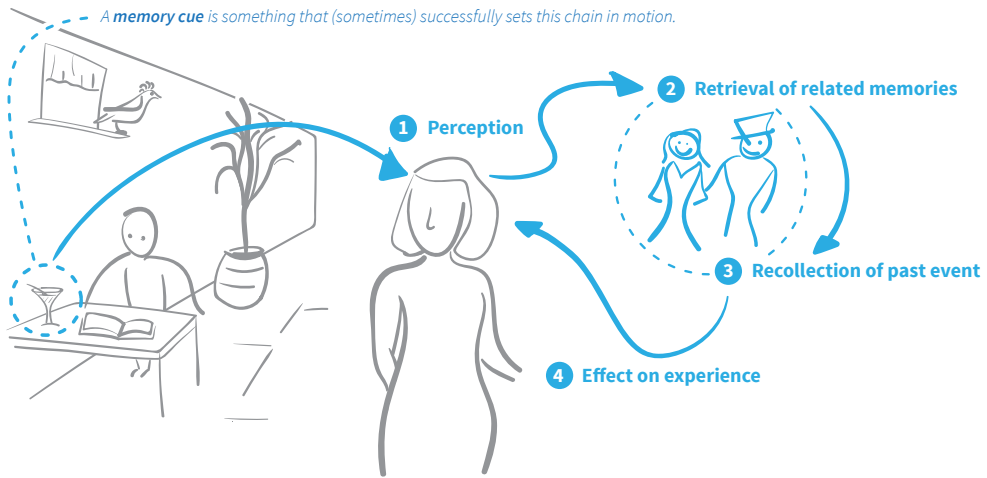 A memory cue is something that (sometimes) successfully sets this chain in motion.
1 Perception
2 Retrieval of related memories
3 Recollection of past event
4 Effect on experience